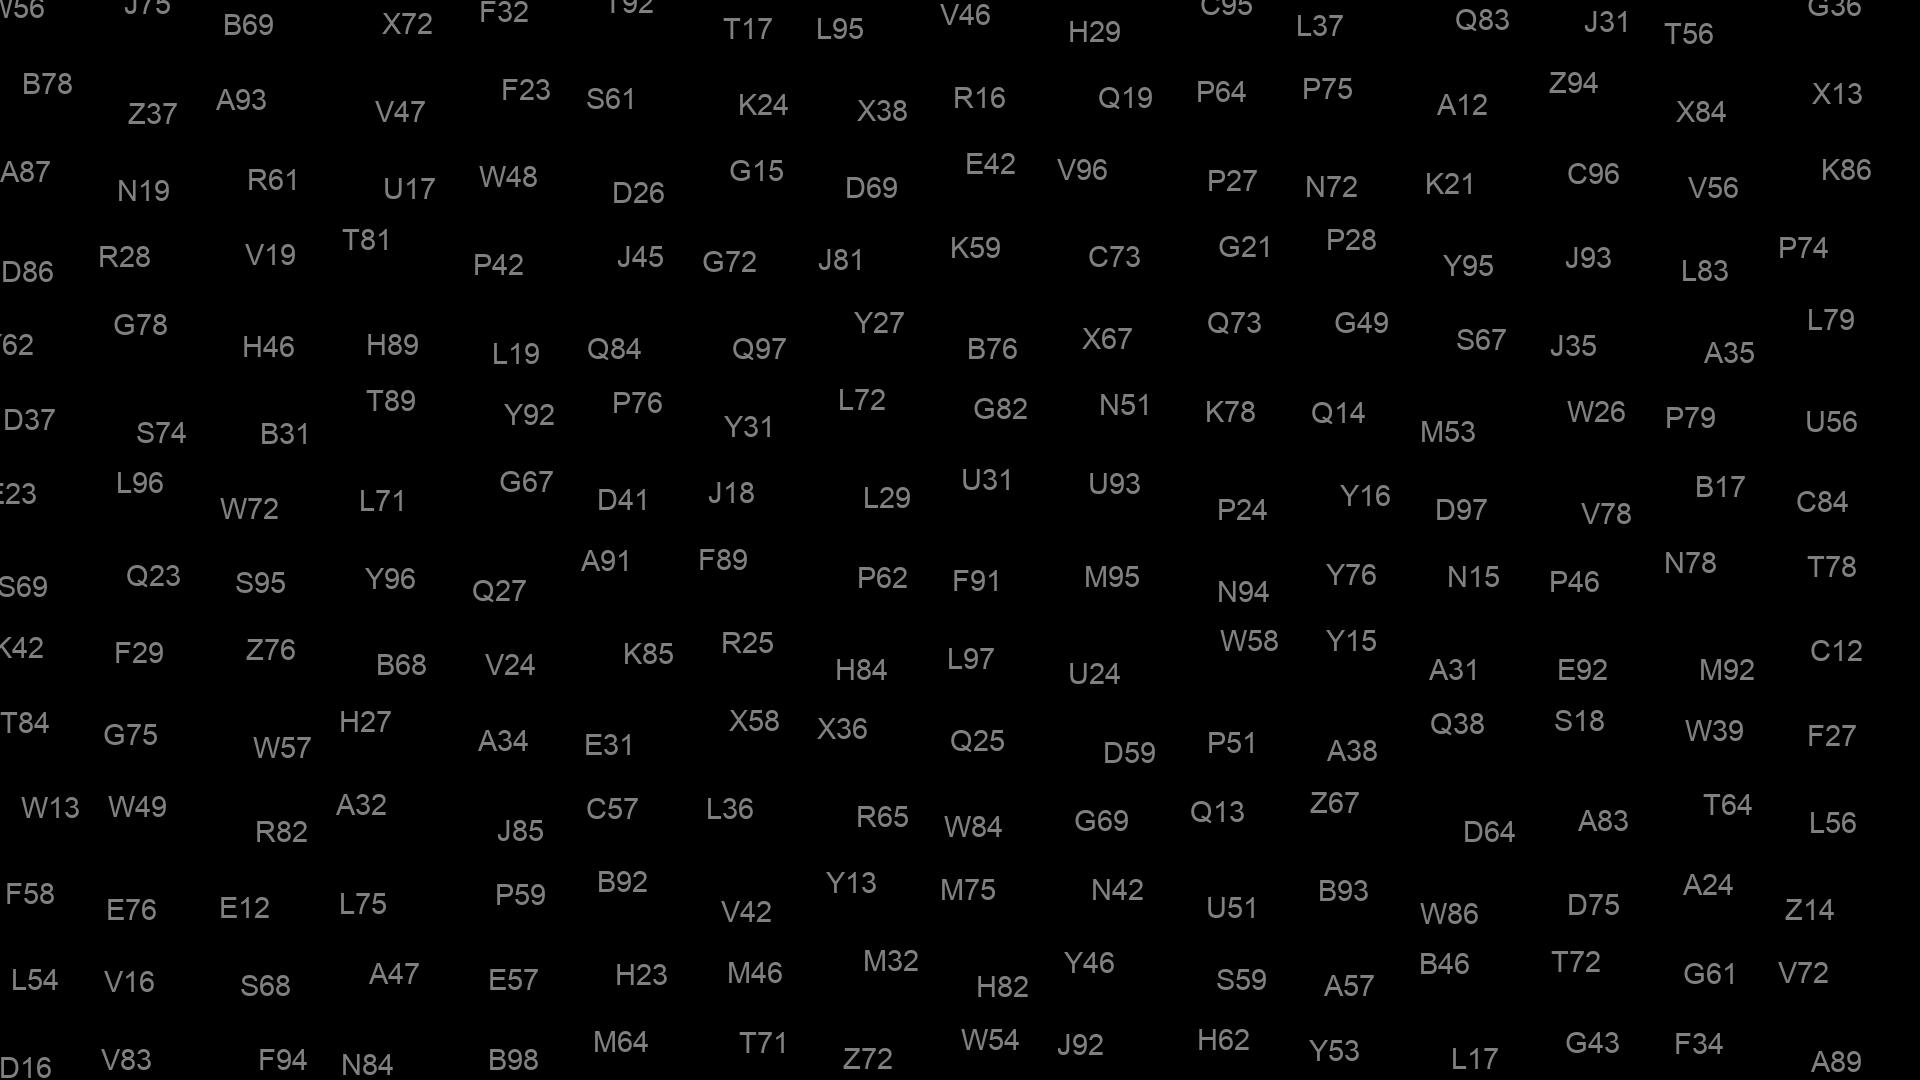 W56 J75 B69 X72 F32 T92 T17 L95 V46 H29 C95 L37 Q83 J31 T56 G36
B78 Z37 A93 V47 F23 S61 K24 X38 R16 Q19 P64 P75 A12 Z94 X84 X13
A87 N19 R61 U17 W48 D26 G15 D69 E42 V96 P27 N72 K21 C96 V56 K86
D86 R28 V19 T81 P42 J45 G72 J81 K59 C73 G21 P28 Y95 J93 L83 P74
62 G78 H46 H89 L19 Q84 Q97 Y27 B76 X67 Q73 G49 S67 J35 A35 L79
D37 S74 B31 T89 Y92 P76 Y31 L72 G82 N51 K78 Q14 M53 W26 P79 U56
E23 L96 W72 L71 G67 D41 J18 L29 U31 U93 P24 Y16 D97 V78 B17 C84
S69 Q23 S95 Y96 Q27 A91 F89 P62 F91 M95 N94 Y76 N15 P46 N78 T78
K42 F29 Z76 B68 V24 K85 R25 H84 L97 U24 W58 Y15 A31 E92 M92 C12
T84 G75 W57 H27 A34 E31 X58 X36 Q25 D59 P51 A38 Q38 S18 W39 F27
W13 W49 R82 A32 J85 C57 L36 R65 W84 G69 Q13 Z67 D64 A83 T64 L56
F58 E76 E12 L75 P59 B92 V42 Y13 M75 N42 U51 B93 W86 D75 A24 Z14
L54 V16 S68 A47 E57 H23 M46 M32 H82 Y46 S59 A57 B46 T72 G61 V72
D16 V83 F94 N84 B98 M64 T71 Z72 W54 J92 H62 Y53 L17 G43 F34 A89